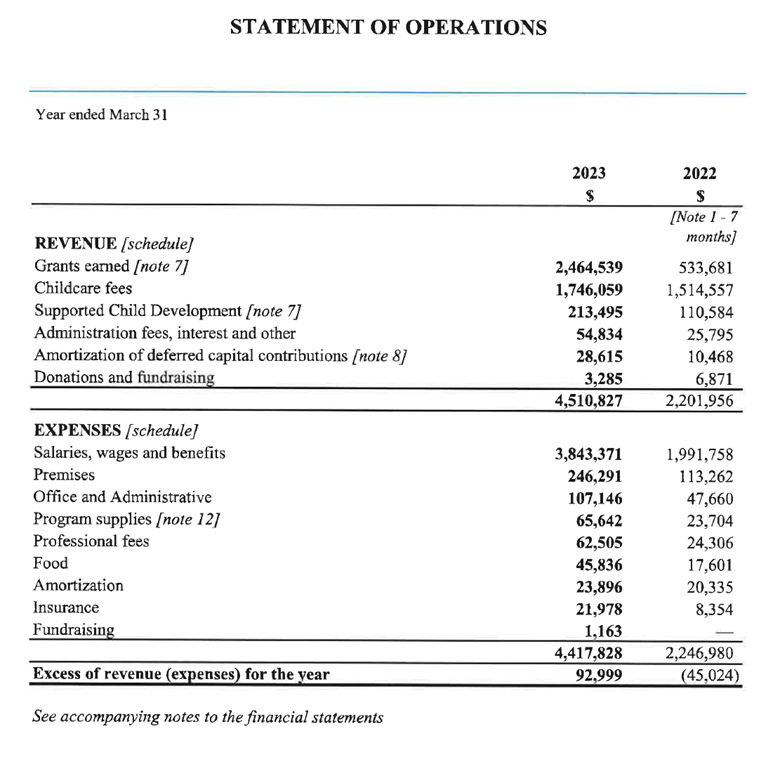 STATEMENT OF OPERATIONS
Year ended March 31
2023 2022
$ $
[Note 1 - 7
months]
REVENUE [schedule]
Grants earned [note 7] 2,464,539 533,681
Childcare fees 1,746,059 1,514,557
Supported Child Development [note 7] 213,495 110,584
Administration fees, interest and other 54,834 25,795
Amortization of deferred capital contributions [note 8] 28,615 10,468
Donations and fundraising 3,285 6,871
4,510,827 2,201,956
EXPENSES [schedule]
Salaries, wages and benefits 3,843,371 1,991,758
Premises 246,291 113,262
Office and Administrative 107,146 47,660
Program supplies [note 12] 65,642 23,704
Professional fees 62,505 24,306
Food 45,836 17,601
Amortization 23,896 20,335
Insurance 21,978 8,354
Fundraising 1,163 —
4,417,828 2,246,980
Excess of revenue (expenses) for the year 92,999 (45,024)
See accompanying notes to the financial statements